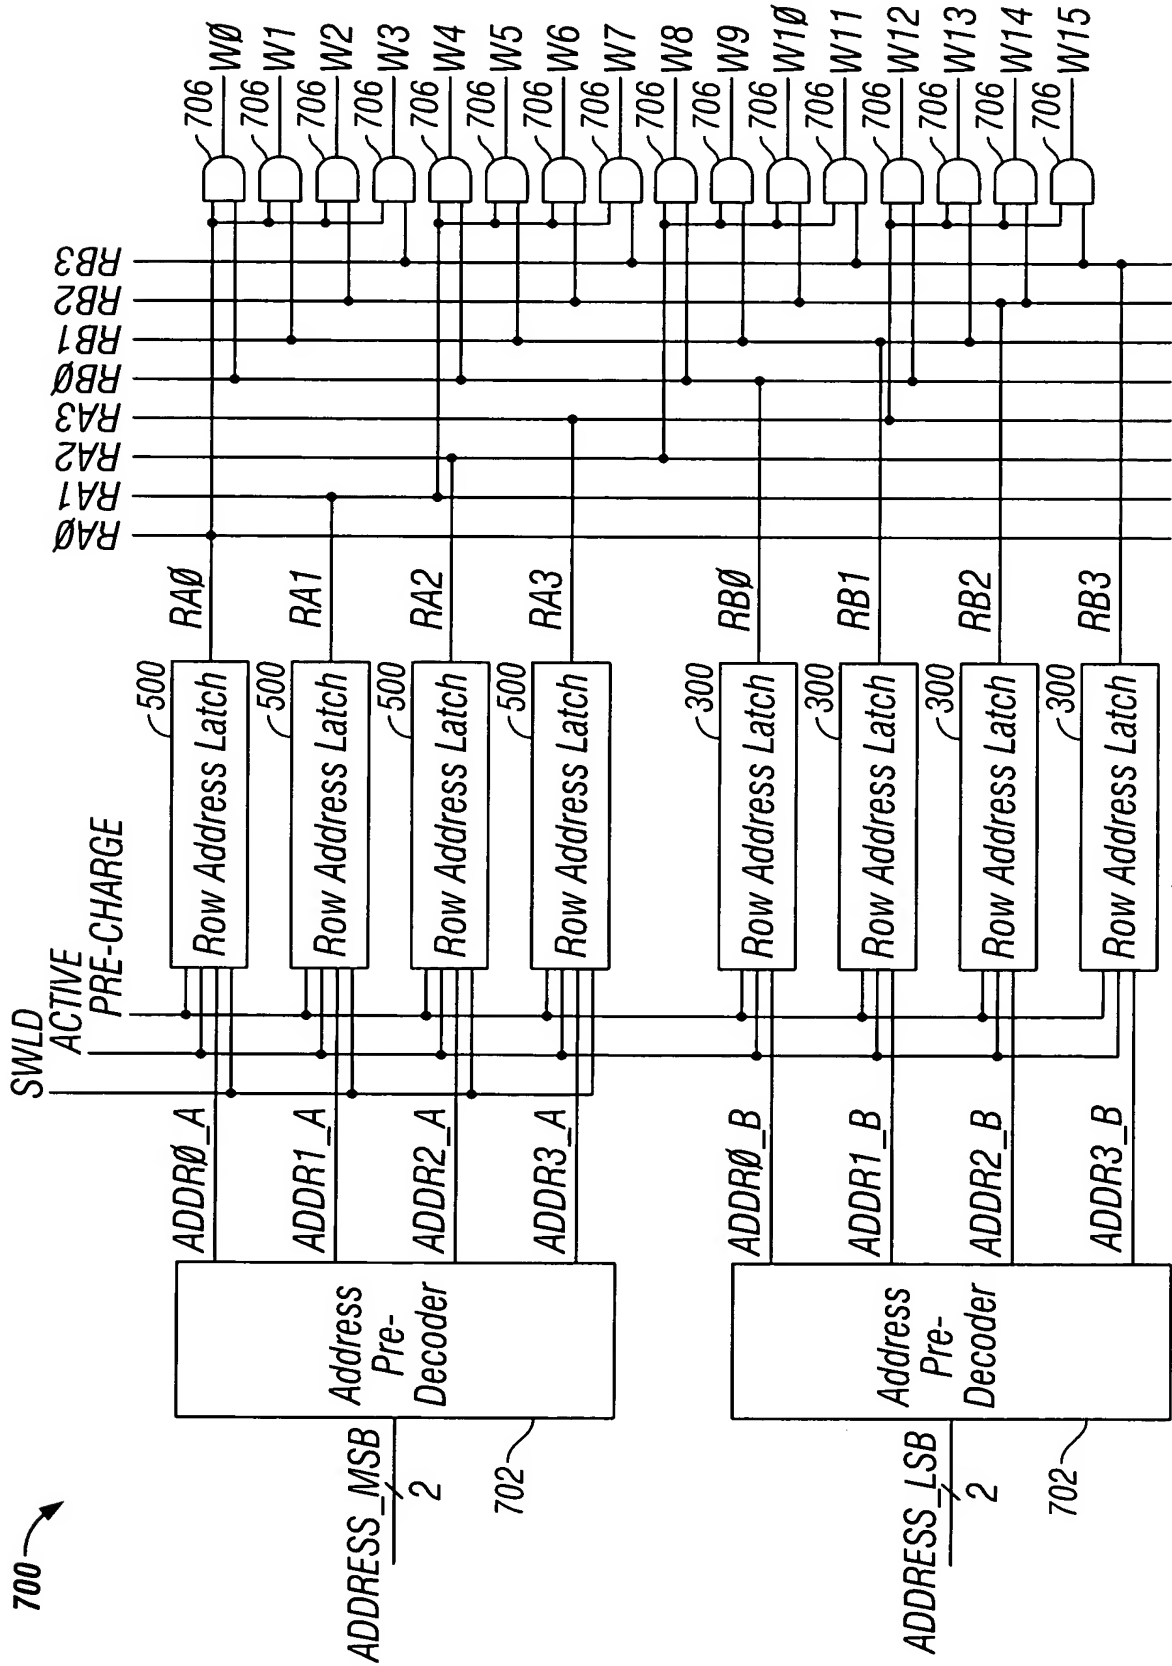 700
ADDRESS_MSB
2
702
Address
Pre-
Decoder
ADDRESS_LSB
2
702
Address
Pre-
Decoder
SWLD
ACTIVE
PRE-CHARGE
ADDRØ_A
ADDR1_A
ADDR2_A
ADDR3_A
ADDRØ_B
ADDR1_B
ADDR2_B
ADDR3_B
500
Row Address Latch
500
Row Address Latch
500
Row Address Latch
500
Row Address Latch
300
Row Address Latch
300
Row Address Latch
300
Row Address Latch
300
Row Address Latch
RAØ
RA1
RA2
RA3
RBØ
RB1
RB2
RB3
RAØ
RA1
RA2
RA3
RBØ
RB1
RB2
RB3
706
WØ
706
W1
706
W2
706
W3
706
W4
706
W5
706
W6
706
W7
706
W8
706
W9
706
W1Ø
706
W11
706
W12
706
W13
706
W14
706
W15